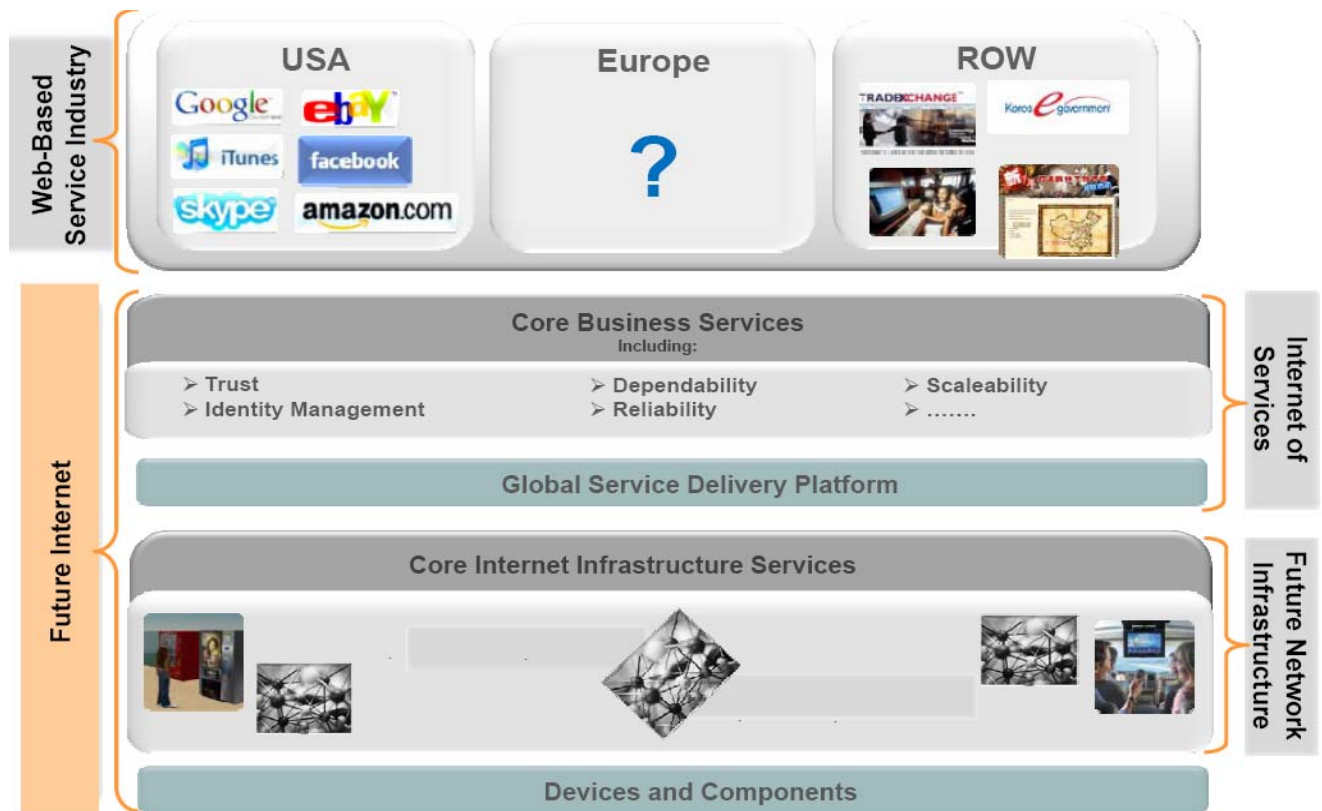 Web-Based
Service Industry
USA
Google
ebaY
iTunes
facebook
skype
amazon.com
Europe
?
ROW
TRADEXCHANGE
Korea e government
Future Internet
Core Business Services
Including:
➢ Trust
➢ Identity Management
➢ Dependability
➢ Reliability
➢ Scaleability
➢ .......
Global Service Delivery Platform
Internet of
Services
Core Internet Infrastructure Services
Future Network
Infrastructure
Devices and Components